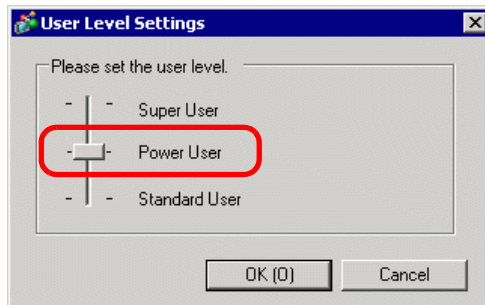 User Level Settings
Please set the user level.
Super User
Power User
Standard User
OK (O)
Cancel